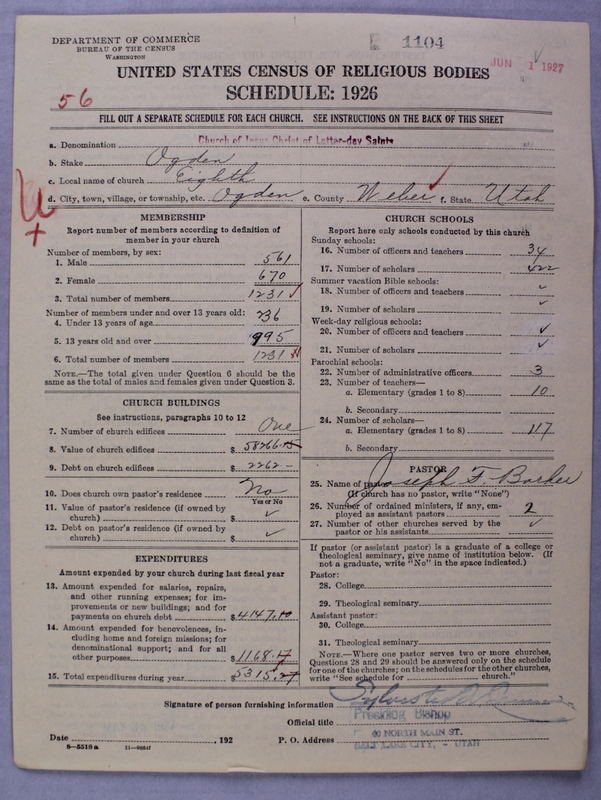 DEPARTMENT OF COMMERCE
BUREAU OF THE CENSUS
WASHINGTON
1104
JUN 1 1927
UNITED STATES CENSUS OF RELIGIOUS BODIES
SCHEDULE: 1926
56
FILL OUT A SEPARATE SCHEDULE FOR EACH CHURCH. SEE INSTRUCTIONS ON THE BACK OF THIS SHEET
a. Denomination Church of Jesus Christ of Latter-day Saints
b. Stake Ogden
c. Local name of church Eighth
d. City, town, village, or township, etc. Ogden e. County Weber f. State Utah
MEMBERSHIP
Report number of members according to definition of member in your church
Number of members, by sex:
1. Male 561
2. Female 670
3. Total number of members 1231
Number of members under and over 13 years old:
4. Under 13 years of age 236
5. 13 years old and over 995
6. Total number of members 1231
NOTE.—The total given under Question 6 should be the same as the total of males and females given under Question 3.
CHURCH BUILDINGS
See instructions, paragraphs 10 to 12
7. Number of church edifices One
8. Value of church edifices $ 58266.15
9. Debt on church edifices $ 2262-
10. Does church own pastor's residence No
Yes or No
11. Value of pastor's residence (if owned by church) $ ✓
12. Debt on pastor's residence (if owned by church) $ ✓
EXPENDITURES
Amount expended by your church during last fiscal year
13. Amount expended for salaries, repairs, and other running expenses; for improvements or new buildings; and for payments on church debt $ 4147.10
14. Amount expended for benevolences, including home and foreign missions; for denominational support; and for all other purposes $ 1168.17
15. Total expenditures during year $ 5315.27
CHURCH SCHOOLS
Report here only schools conducted by this church
Sunday schools:
16. Number of officers and teachers 34
17. Number of scholars 422
Summer vacation Bible schools:
18. Number of officers and teachers ✓
19. Number of scholars ✓
Week-day religious schools:
20. Number of officers and teachers ✓
21. Number of scholars ✓
Parochial schools:
22. Number of administrative officers 3
23. Number of teachers—
a. Elementary (grades 1 to 8) 10
b. Secondary
24. Number of scholars—
a. Elementary (grades 1 to 8) 117
b. Secondary
PASTOR
25. Name of pastor Joseph F. Barker
(If church has no pastor, write "None")
26. Number of ordained ministers, if any, employed as assistant pastors 2
27. Number of other churches served by the pastor or his assistants ✓
If pastor (or assistant pastor) is a graduate of a college or theological seminary, give name of institution below. (If not a graduate, write "No" in the space indicated.)
Pastor:
28. College
29. Theological seminary
Assistant pastor:
30. College
31. Theological seminary
NOTE.—Where one pastor serves two or more churches, Questions 28 and 29 should be answered only on the schedule for one of the churches; on the schedules for the other churches, write "See schedule for church."
Signature of person furnishing information
Official title Presiding Bishop
Date , 192 P. O. Address 40 NORTH MAIN ST.
SALT LAKE CITY, - UTAH
8—5518a